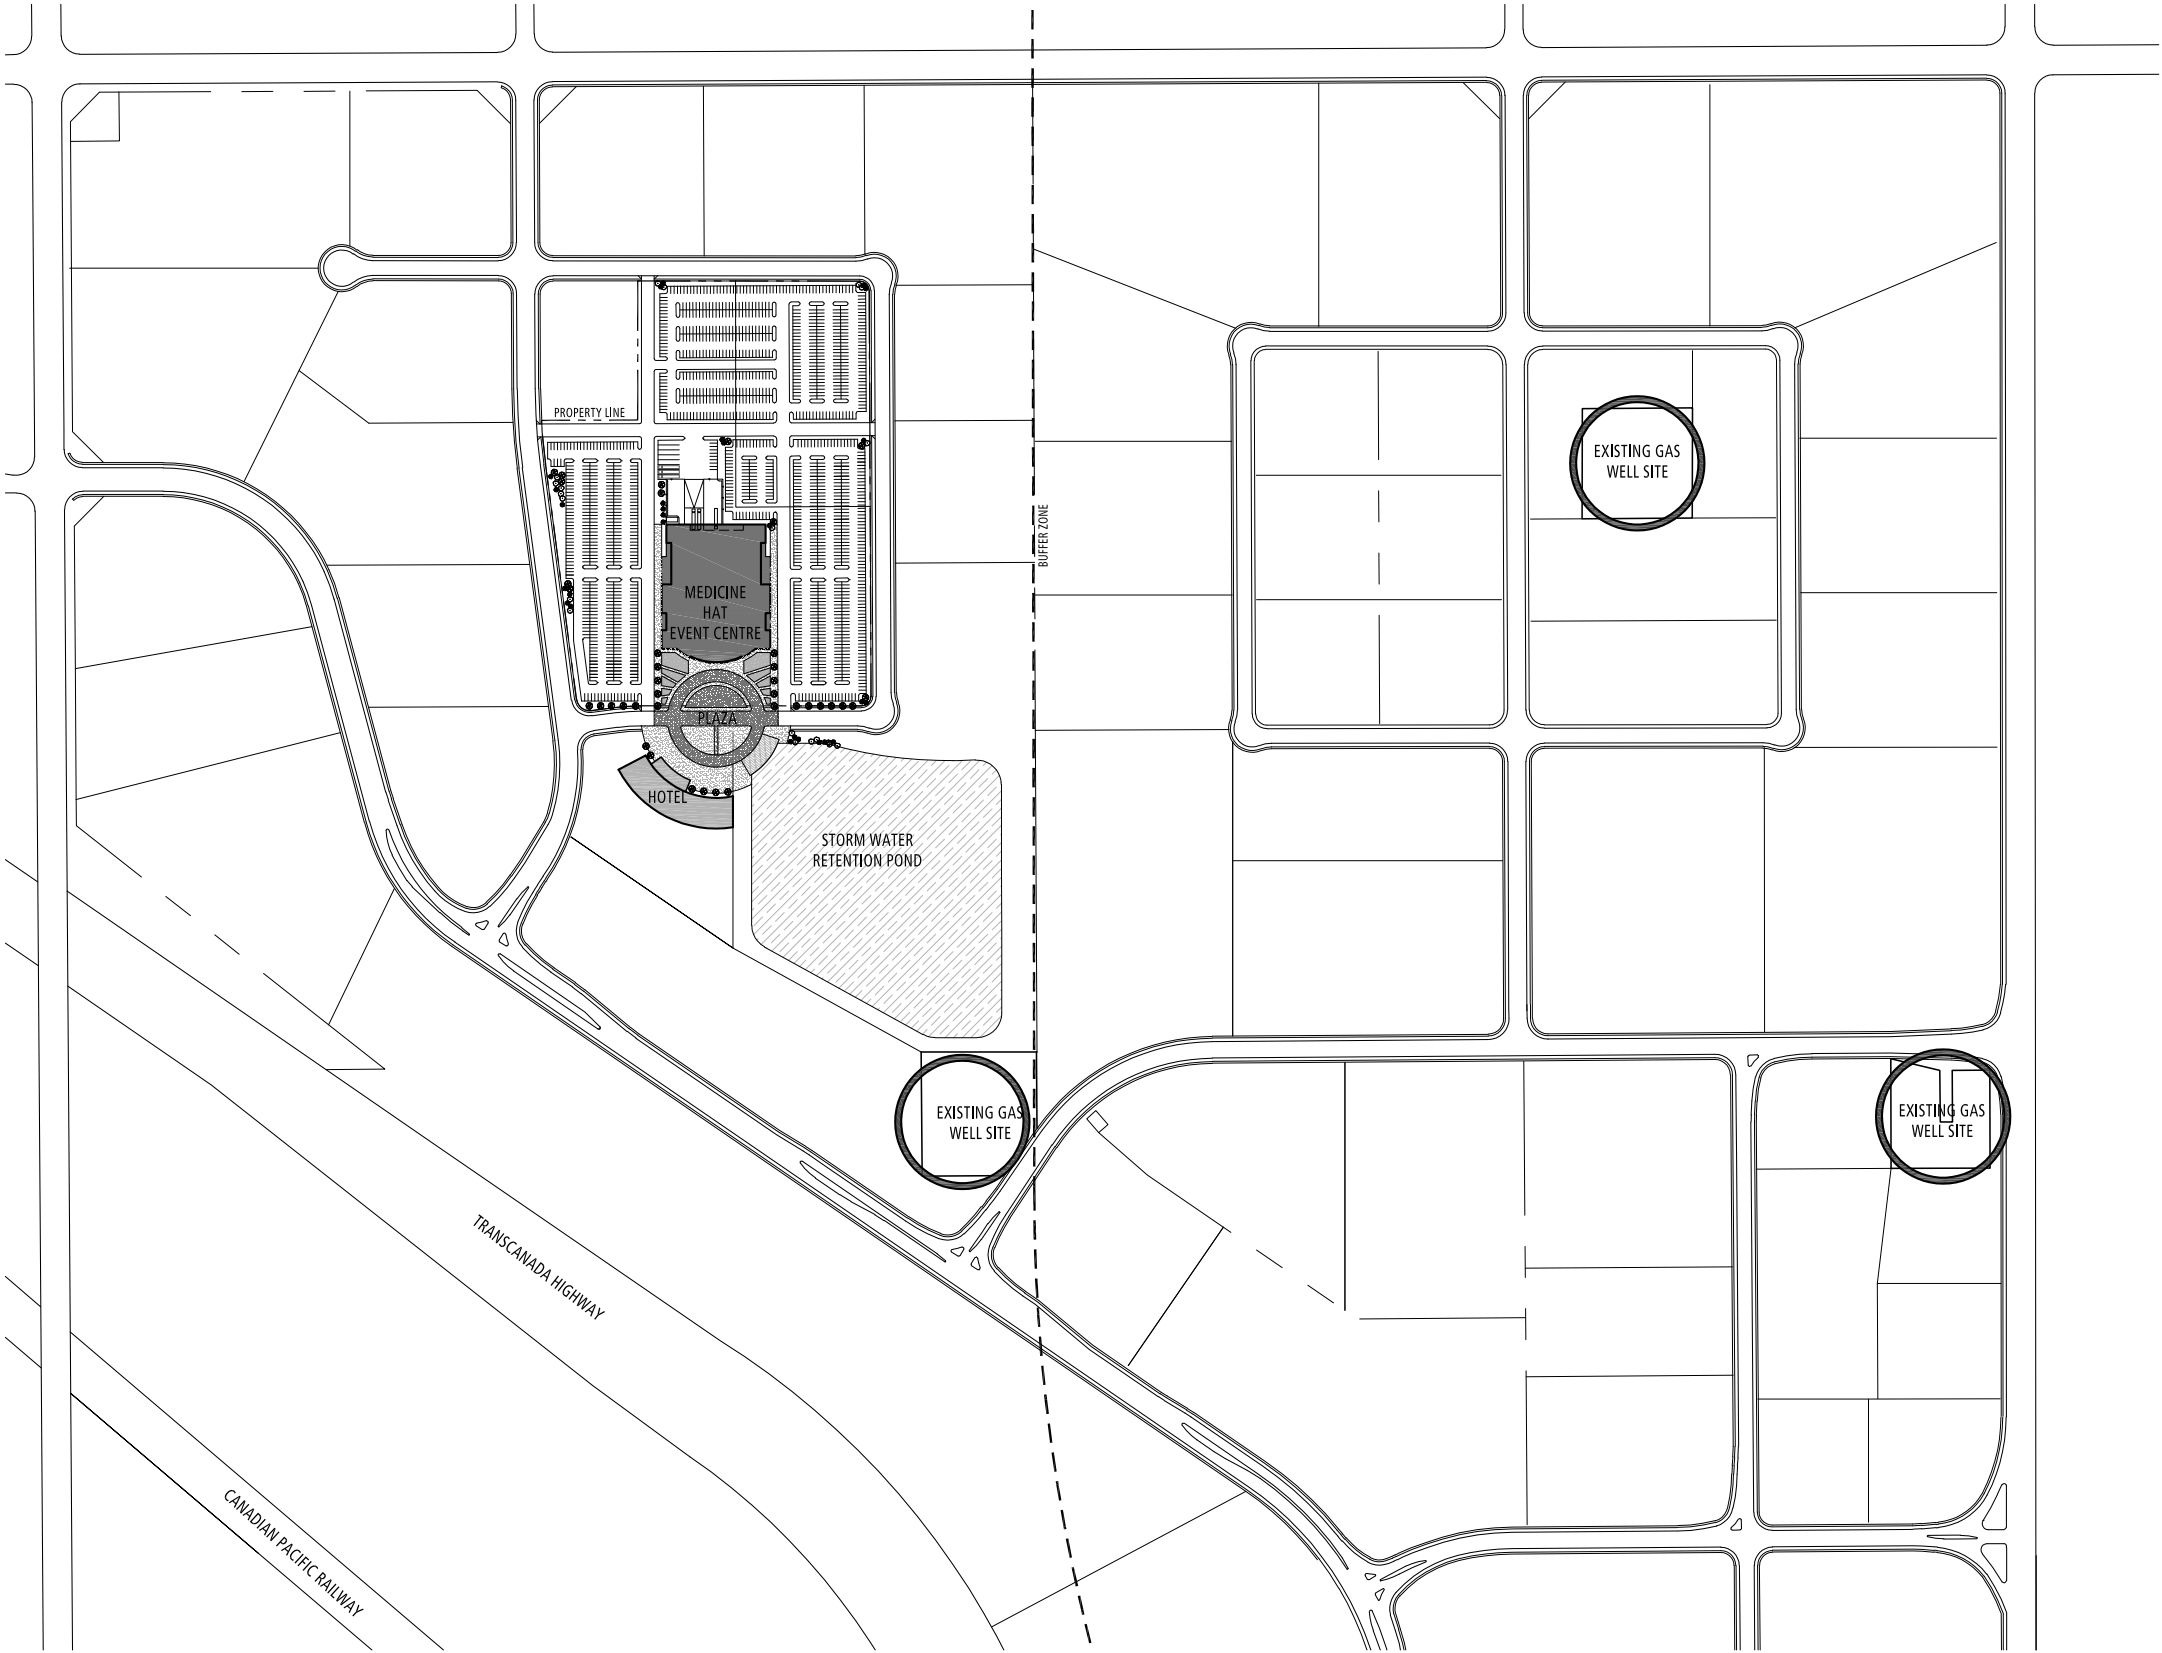 PROPERTY LINE
EXISTING GAS
WELL SITE
BUFFER ZONE
MEDICINE
HAT
EVENT CENTRE
PLAZA
HOTEL
STORM WATER
RETENTION POND
EXISTING GAS
WELL SITE
EXISTING GAS
WELL SITE
TRANSCANADA HIGHWAY
CANADIAN PACIFIC RAILWAY